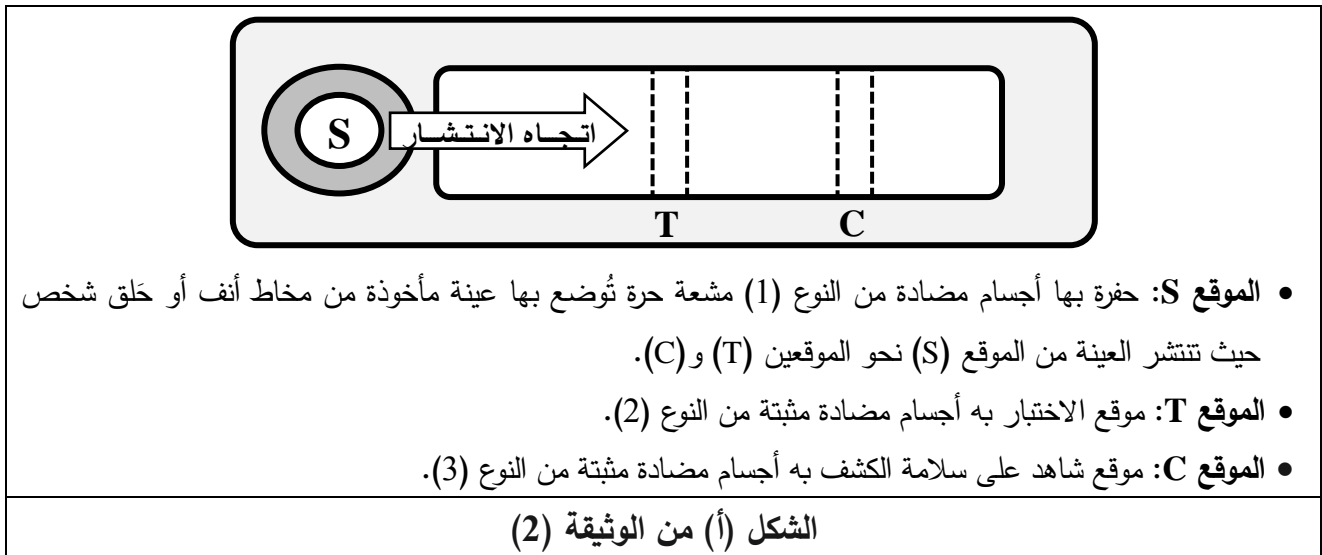 S
اتجاه الانتشار
T C
• الموقع S: حفرة بها أجسام مضادة من النوع (1) مشعة حرة تُوضع بها عينة مأخوذة من مخاط أنف أو حَلق شخص
حيث تنتشر العينة من الموقع (S) نحو الموقعين (T) و(C).
• الموقع T: موقع الاختبار به أجسام مضادة مثبتة من النوع (2).
• الموقع C: موقع شاهد على سلامة الكشف به أجسام مضادة مثبتة من النوع (3).
الشكل (أ) من الوثيقة (2)